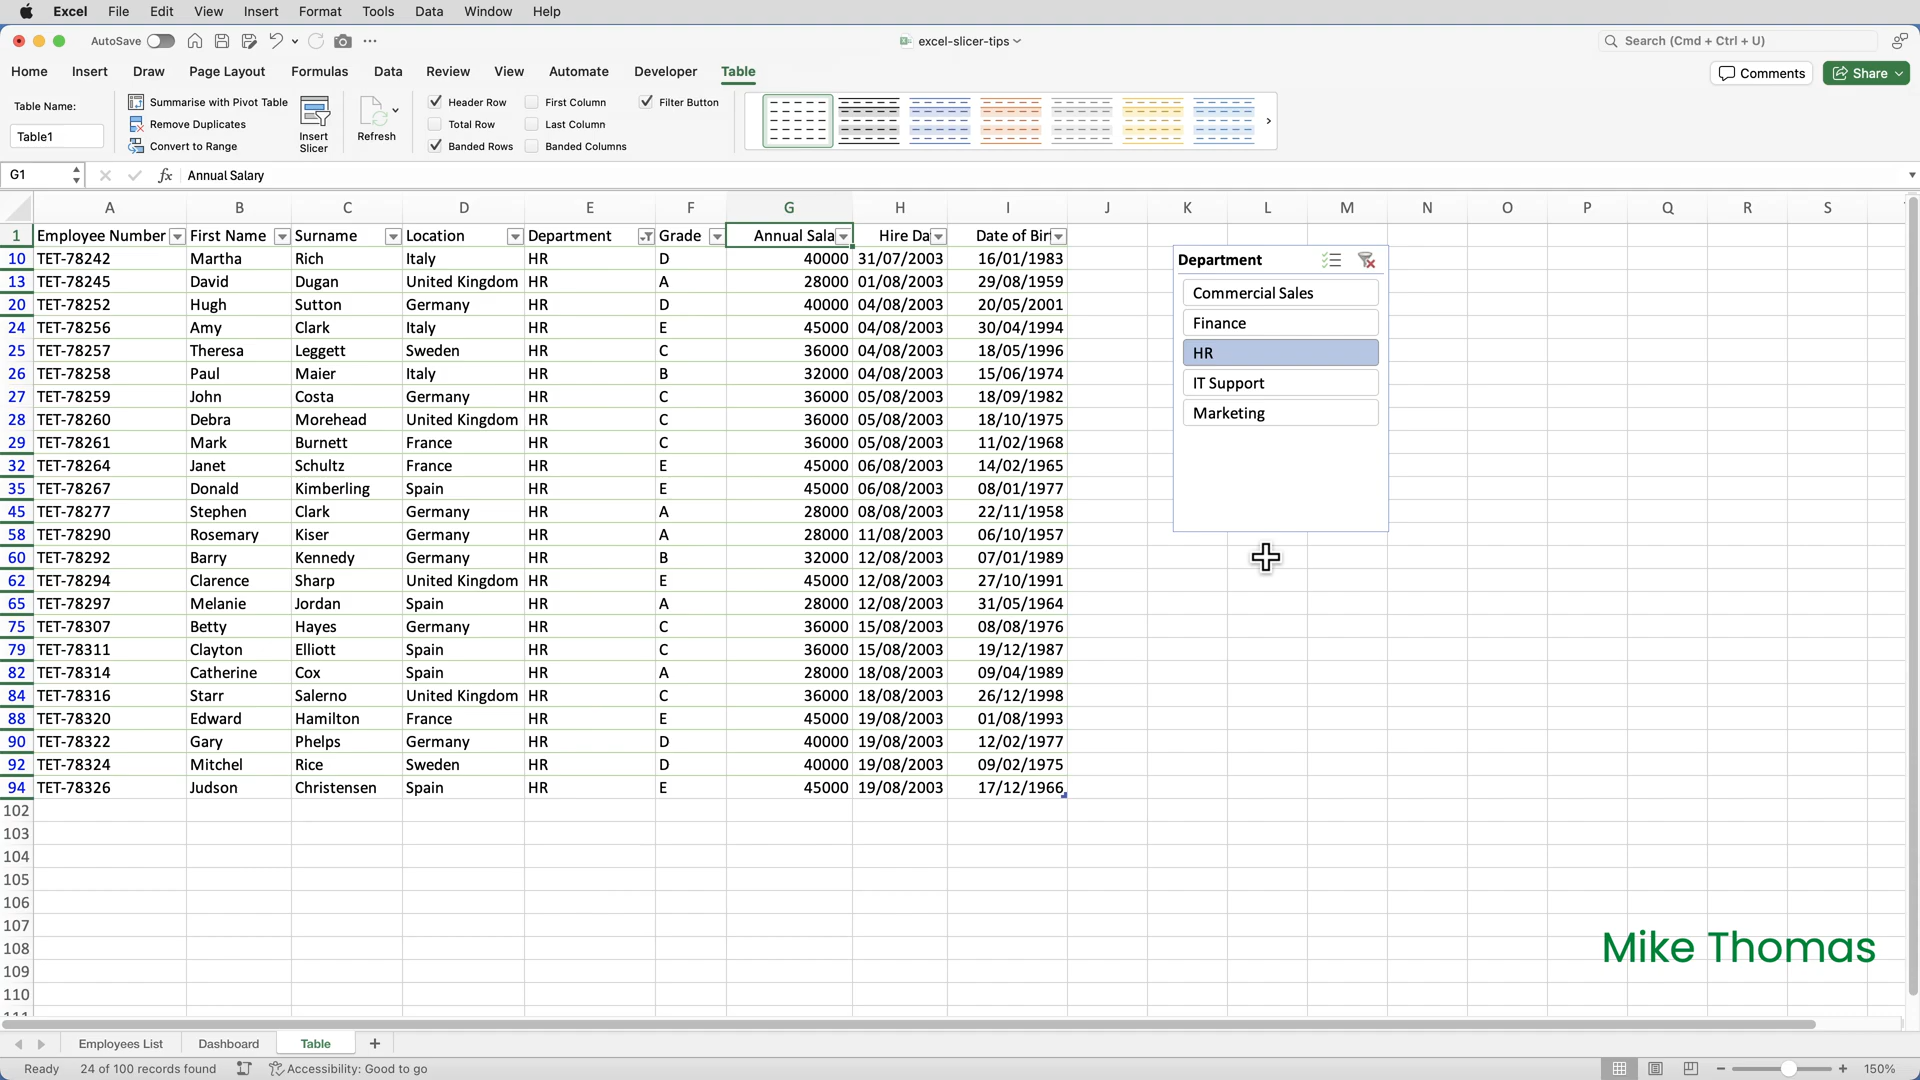 Excel File Edit View Insert Format Tools Data Window Help
AutoSave excel-slicer-tips Search (Cmd + Ctrl + U)
Home Insert Draw Page Layout Formulas Data Review View Automate Developer Table Comments Share
Table Name:
Table1
Summarise with Pivot Table
Remove Duplicates
Convert to Range
Insert
Slicer
Refresh
Header Row First Column Filter Button
Total Row Last Column
Banded Rows Banded Columns
G1 fx Annual Salary
A B C D E F G H I J K L M N O P Q R S
1 Employee Number First Name Surname Location Department Grade Annual Sala Hire Da Date of Bir
10 TET-78242 Martha Rich Italy HR D 40000 31/07/2003 16/01/1983
13 TET-78245 David Dugan United Kingdom HR A 28000 01/08/2003 29/08/1959
20 TET-78252 Hugh Sutton Germany HR D 40000 04/08/2003 20/05/2001
24 TET-78256 Amy Clark Italy HR E 45000 04/08/2003 30/04/1994
25 TET-78257 Theresa Leggett Sweden HR C 36000 04/08/2003 18/05/1996
26 TET-78258 Paul Maier Italy HR B 32000 04/08/2003 15/06/1974
27 TET-78259 John Costa Germany HR C 36000 05/08/2003 18/09/1982
28 TET-78260 Debra Morehead United Kingdom HR C 36000 05/08/2003 18/10/1975
29 TET-78261 Mark Burnett France HR C 36000 05/08/2003 11/02/1968
32 TET-78264 Janet Schultz France HR E 45000 06/08/2003 14/02/1965
35 TET-78267 Donald Kimberling Spain HR E 45000 06/08/2003 08/01/1977
45 TET-78277 Stephen Clark Germany HR A 28000 08/08/2003 22/11/1958
58 TET-78290 Rosemary Kiser Germany HR A 28000 11/08/2003 06/10/1957
60 TET-78292 Barry Kennedy Germany HR B 32000 12/08/2003 07/01/1989
62 TET-78294 Clarence Sharp United Kingdom HR E 45000 12/08/2003 27/10/1991
65 TET-78297 Melanie Jordan Spain HR A 28000 12/08/2003 31/05/1964
75 TET-78307 Betty Hayes Germany HR C 36000 15/08/2003 08/08/1976
79 TET-78311 Clayton Elliott Spain HR C 36000 15/08/2003 19/12/1987
82 TET-78314 Catherine Cox Spain HR A 28000 18/08/2003 09/04/1989
84 TET-78316 Starr Salerno United Kingdom HR C 36000 18/08/2003 26/12/1998
88 TET-78320 Edward Hamilton France HR E 45000 19/08/2003 01/08/1993
90 TET-78322 Gary Phelps Germany HR D 40000 19/08/2003 12/02/1977
92 TET-78324 Mitchel Rice Sweden HR D 40000 19/08/2003 09/02/1975
94 TET-78326 Judson Christensen Spain HR E 45000 19/08/2003 17/12/1966
102
103
104
105
106
107
108
109
110
111
Department
Commercial Sales
Finance
HR
IT Support
Marketing
Mike Thomas
Employees List Dashboard Table
Ready 24 of 100 records found Accessibility: Good to go 150%